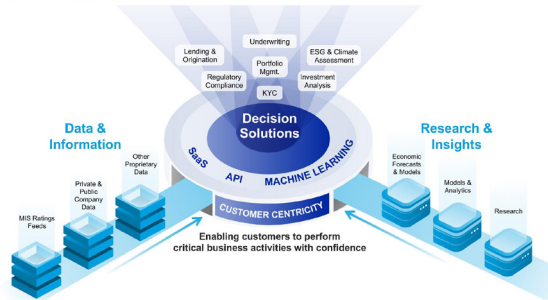 Underwriting
Lending &
Origination
ESG & Climate
Assessment
Portfolio
Mgmt.
Regulatory
Compliance
Investment
Analysis
KYC
Decision
Solutions
SaaS
API
MACHINE LEARNING
CUSTOMER CENTRICITY
Enabling customers to perform
critical business activities with confidence
Data &
Information
Other
Proprietary
Data
Private &
Public
Company
Data
MIS Ratings
Feeds
Research &
Insights
Economic
Forecasts
& Models
Models &
Analytics
Research